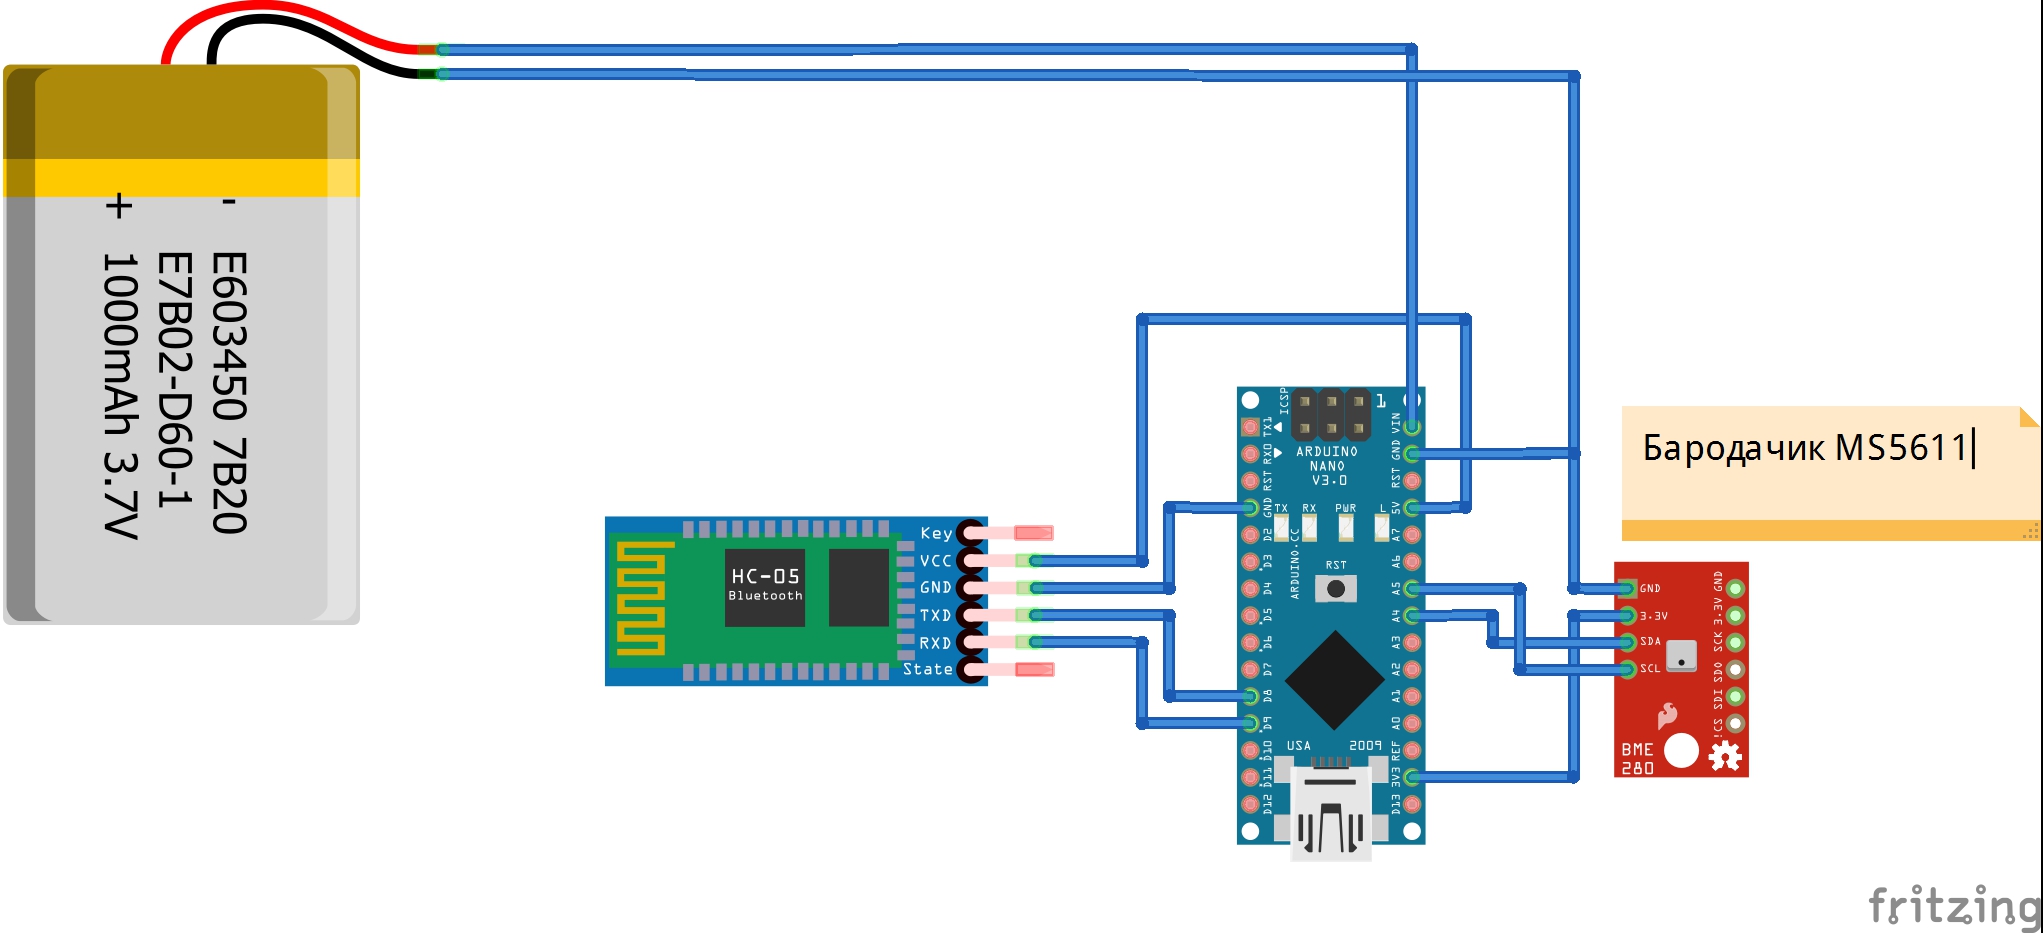 + -
E603450 7B20
E7B02-D60-1
1000mAh 3.7V
HC-05
Bluetooth
Key
VCC
GND
TXD
RXD
State
ICSP
1
TX1
RX0
RST
GND
D2
D3
D4
D5
D6
D7
D8
D9
D10
D11
D12
ARDUINO
NANO
V3.0
TX RX PWR L
ARDUINO.CC
RST
USA 2009
VIN
GND
RST
5V
A7
A6
A5
A4
A3
A2
A1
A0
REF
3V3
D13
Бародачик MS5611
GND
3.3V
SDA
SCL
GND
3.3V
SCK
SDO
SDI
!CS
BME
280
fritzing